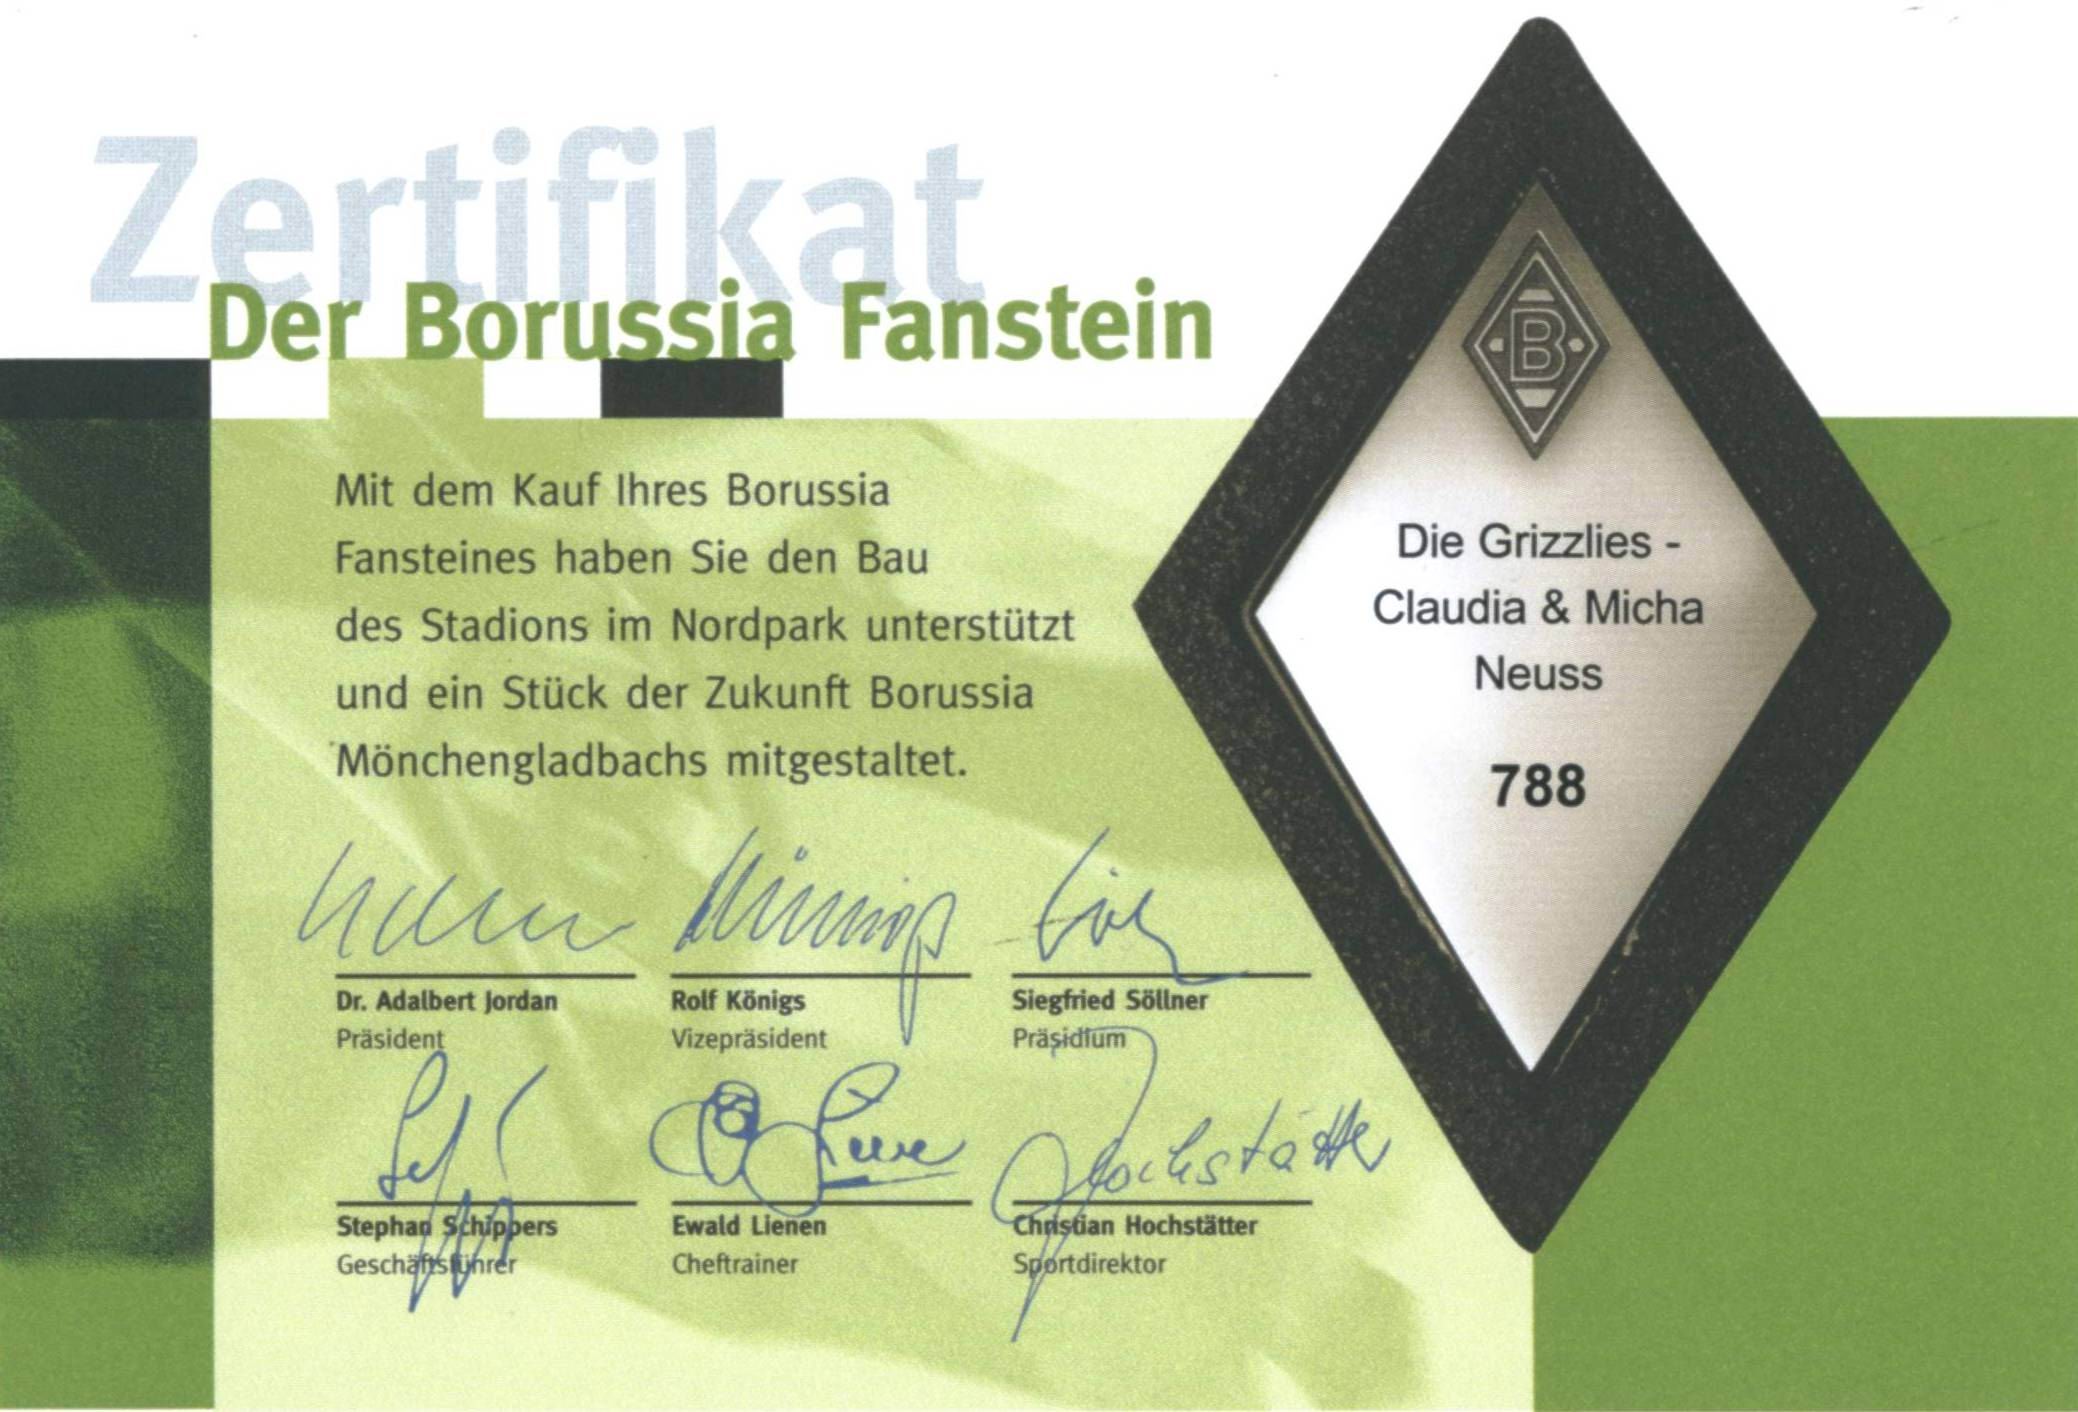 Zertifikat
Der Borussia Fanstein
Mit dem Kauf Ihres Borussia
Fansteines haben Sie den Bau
des Stadions im Nordpark unterstützt
und ein Stück der Zukunft Borussia
Mönchengladbachs mitgestaltet.
B
Die Grizzlies -
Claudia & Micha
Neuss
788
Dr. Adalbert Jordan
Präsident
Rolf Königs
Vizepräsident
Siegfried Söllner
Präsidium
Hochstätter
Stephan Schippers
Geschäftsführer
Ewald Lienen
Cheftrainer
Christian Hochstätter
Sportdirektor